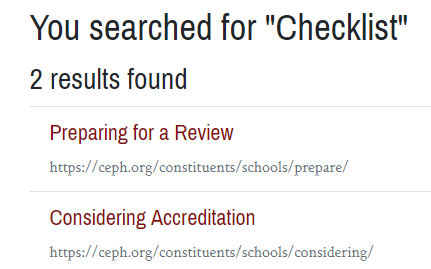 You searched for "Checklist"
2 results found
Preparing for a Review
https://ceph.org/constituents/schools/prepare/
Considering Accreditation
https://ceph.org/constituents/schools/considering/